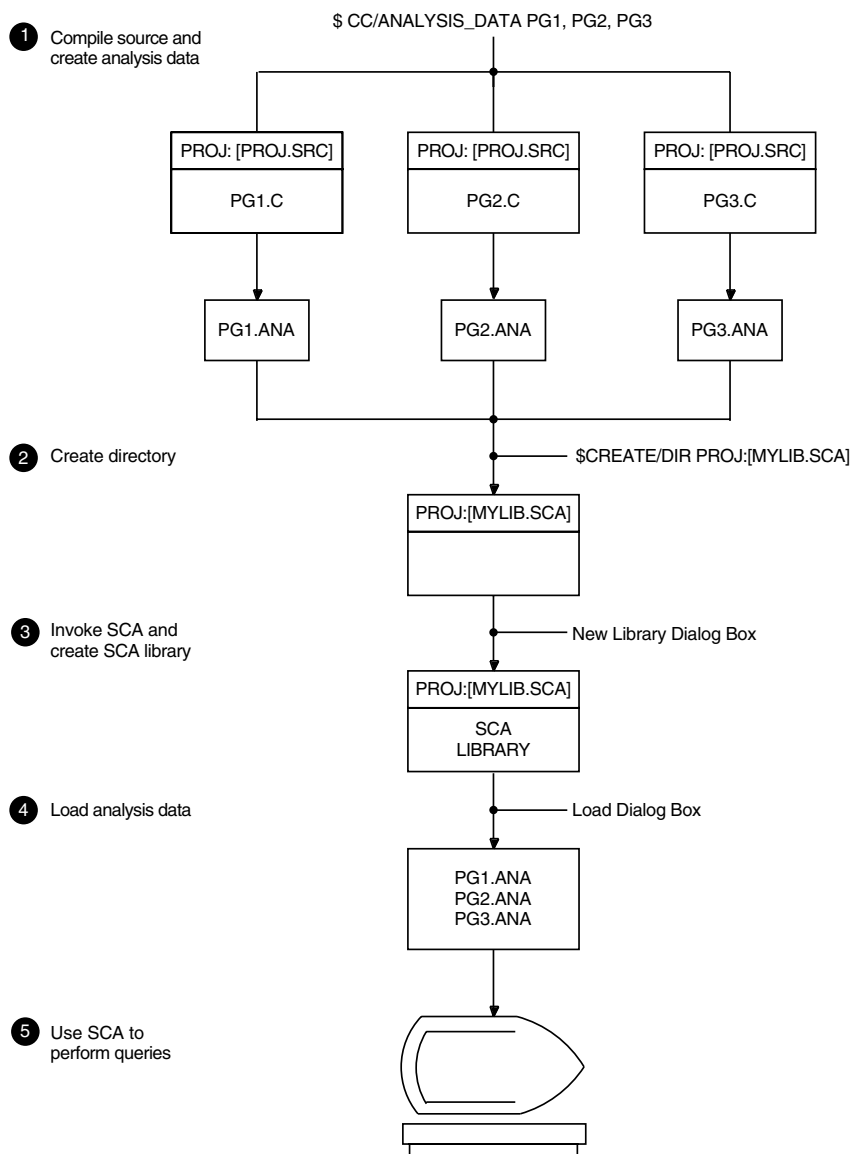 $ CC/ANALYSIS_DATA PG1, PG2, PG3
1 Compile source and
create analysis data
PROJ: [PROJ.SRC]
PG1.C
PROJ: [PROJ.SRC]
PG2.C
PROJ: [PROJ.SRC]
PG3.C
PG1.ANA
PG2.ANA
PG3.ANA
2 Create directory
$CREATE/DIR PROJ:[MYLIB.SCA]
PROJ:[MYLIB.SCA]
3 Invoke SCA and
create SCA library
New Library Dialog Box
PROJ:[MYLIB.SCA]
SCA
LIBRARY
4 Load analysis data
Load Dialog Box
PG1.ANA
PG2.ANA
PG3.ANA
5 Use SCA to
perform queries